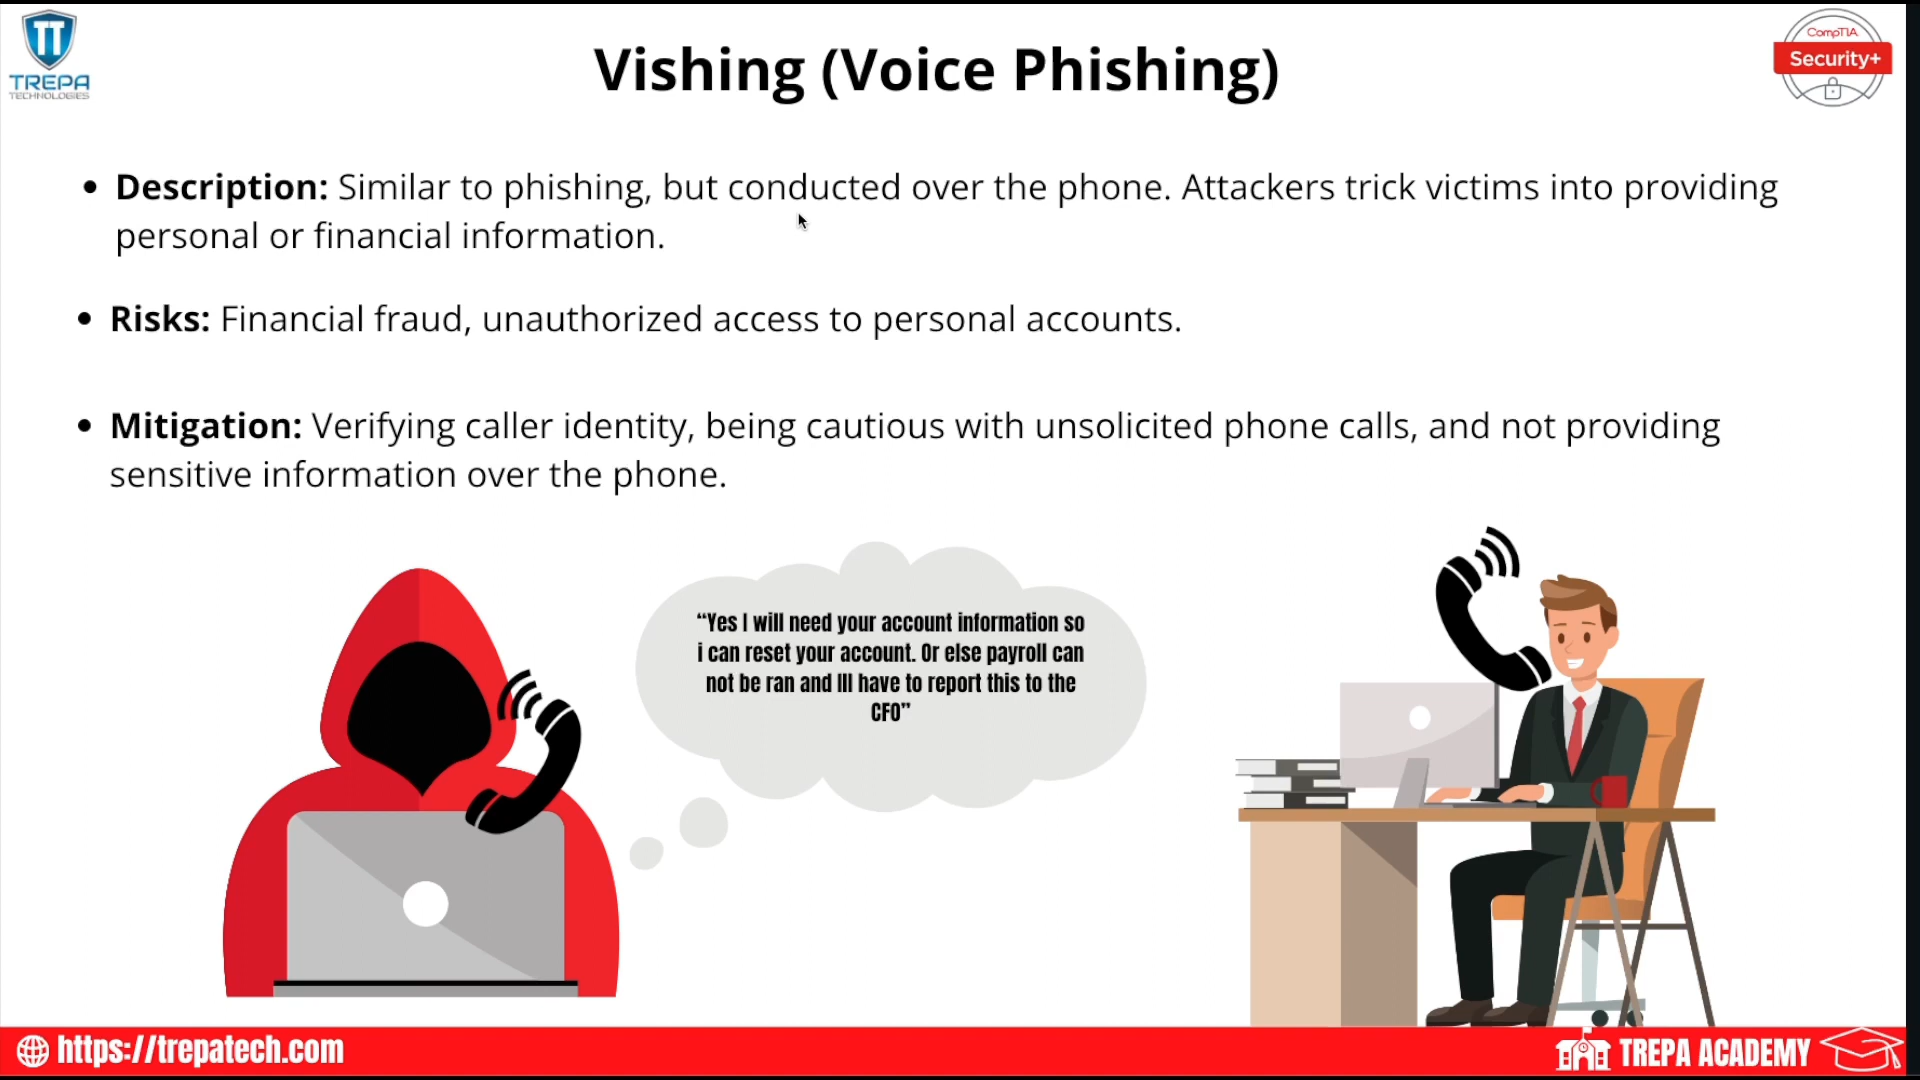 TT
TREPA
TECHNOLOGIES
Vishing (Voice Phishing)
CompTIA
Security+
• Description: Similar to phishing, but conducted over the phone. Attackers trick victims into providing
personal or financial information.
• Risks: Financial fraud, unauthorized access to personal accounts.
• Mitigation: Verifying caller identity, being cautious with unsolicited phone calls, and not providing
sensitive information over the phone.
“Yes I will need your account information so
i can reset your account. Or else payroll can
not be ran and Ill have to report this to the
CFO”
https://trepatech.com
TREPA ACADEMY